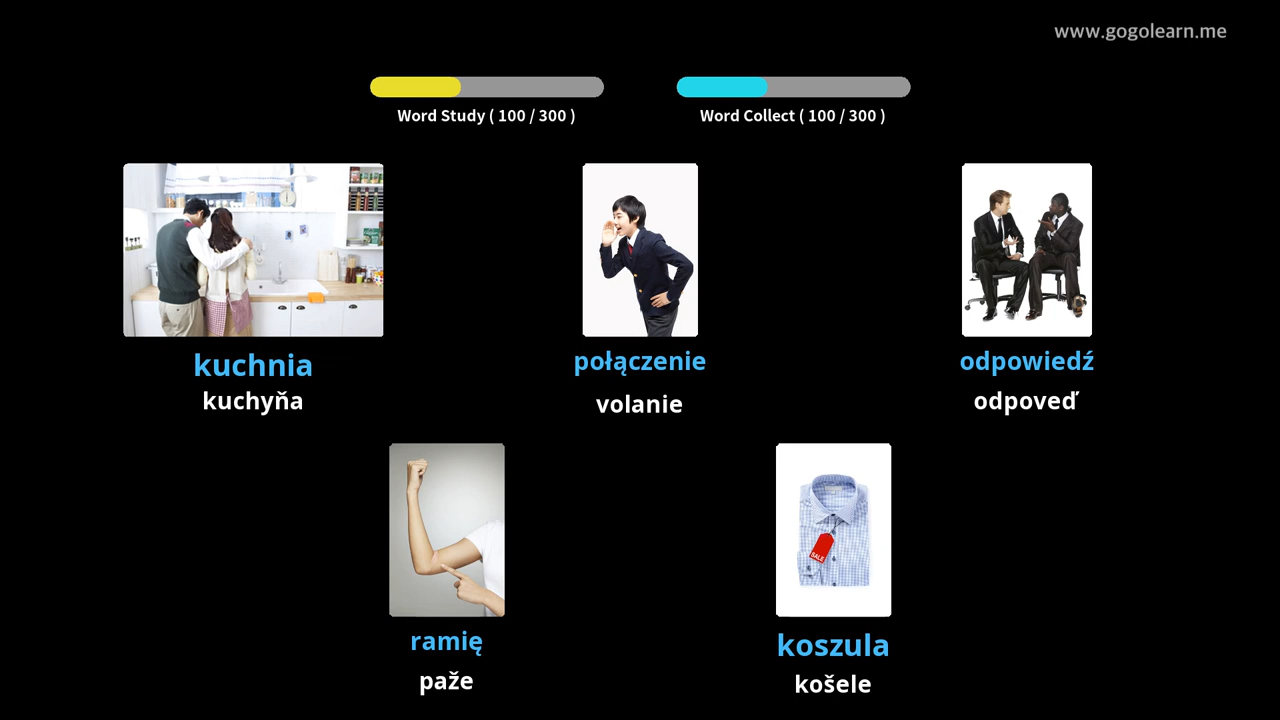 www.gogolearn.me
Word Study ( 100 / 300 )
Word Collect ( 100 / 300 )
kuchnia
kuchyňa
połączenie
volanie
odpowiedź
odpoveď
ramię
paže
SALE
koszula
košele